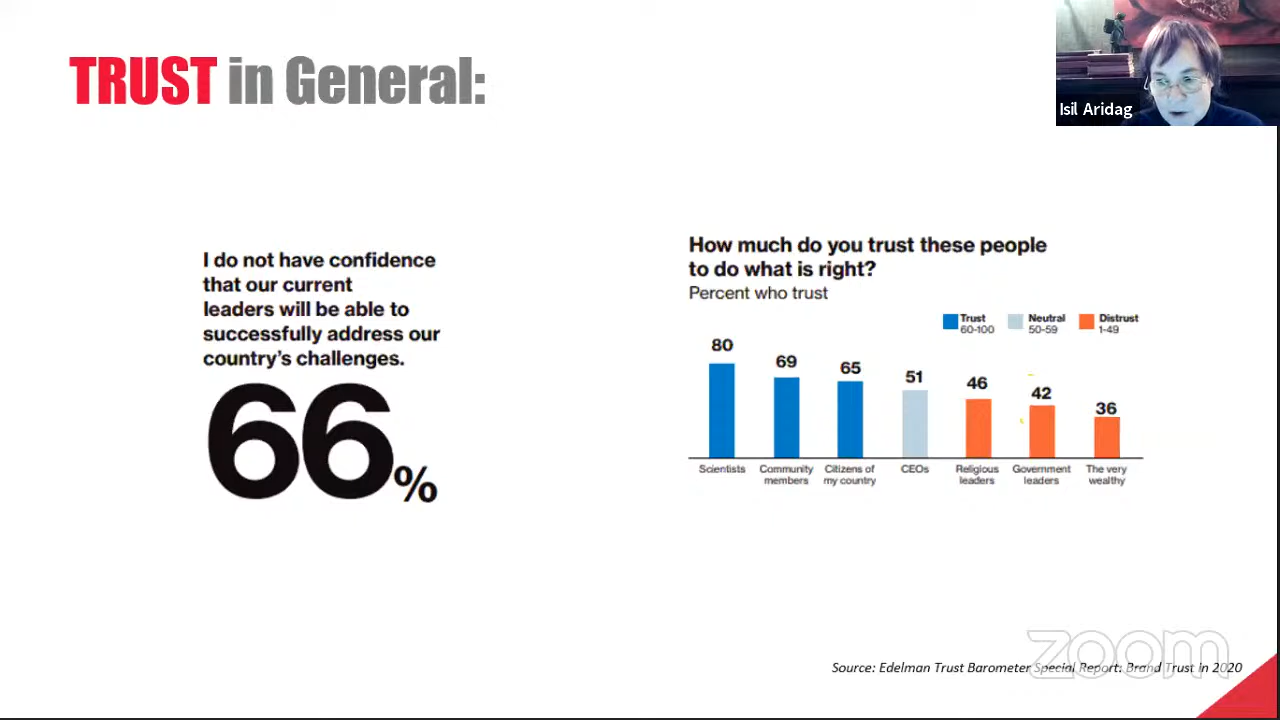 TRUST in General:
Isil Aridag
I do not have confidence
that our current
leaders will be able to
successfully address our
country's challenges.
66%
How much do you trust these people
to do what is right?
Percent who trust
Trust
60-100
Neutral
50-59
Distrust
1-49
80
69
65
51
46
42
36
Scientists
Community
members
Citizens of
my country
CEOs
Religious
leaders
Government
leaders
The very
wealthy
zoom
Source: Edelman Trust Barometer Special Report: Brand Trust in 2020